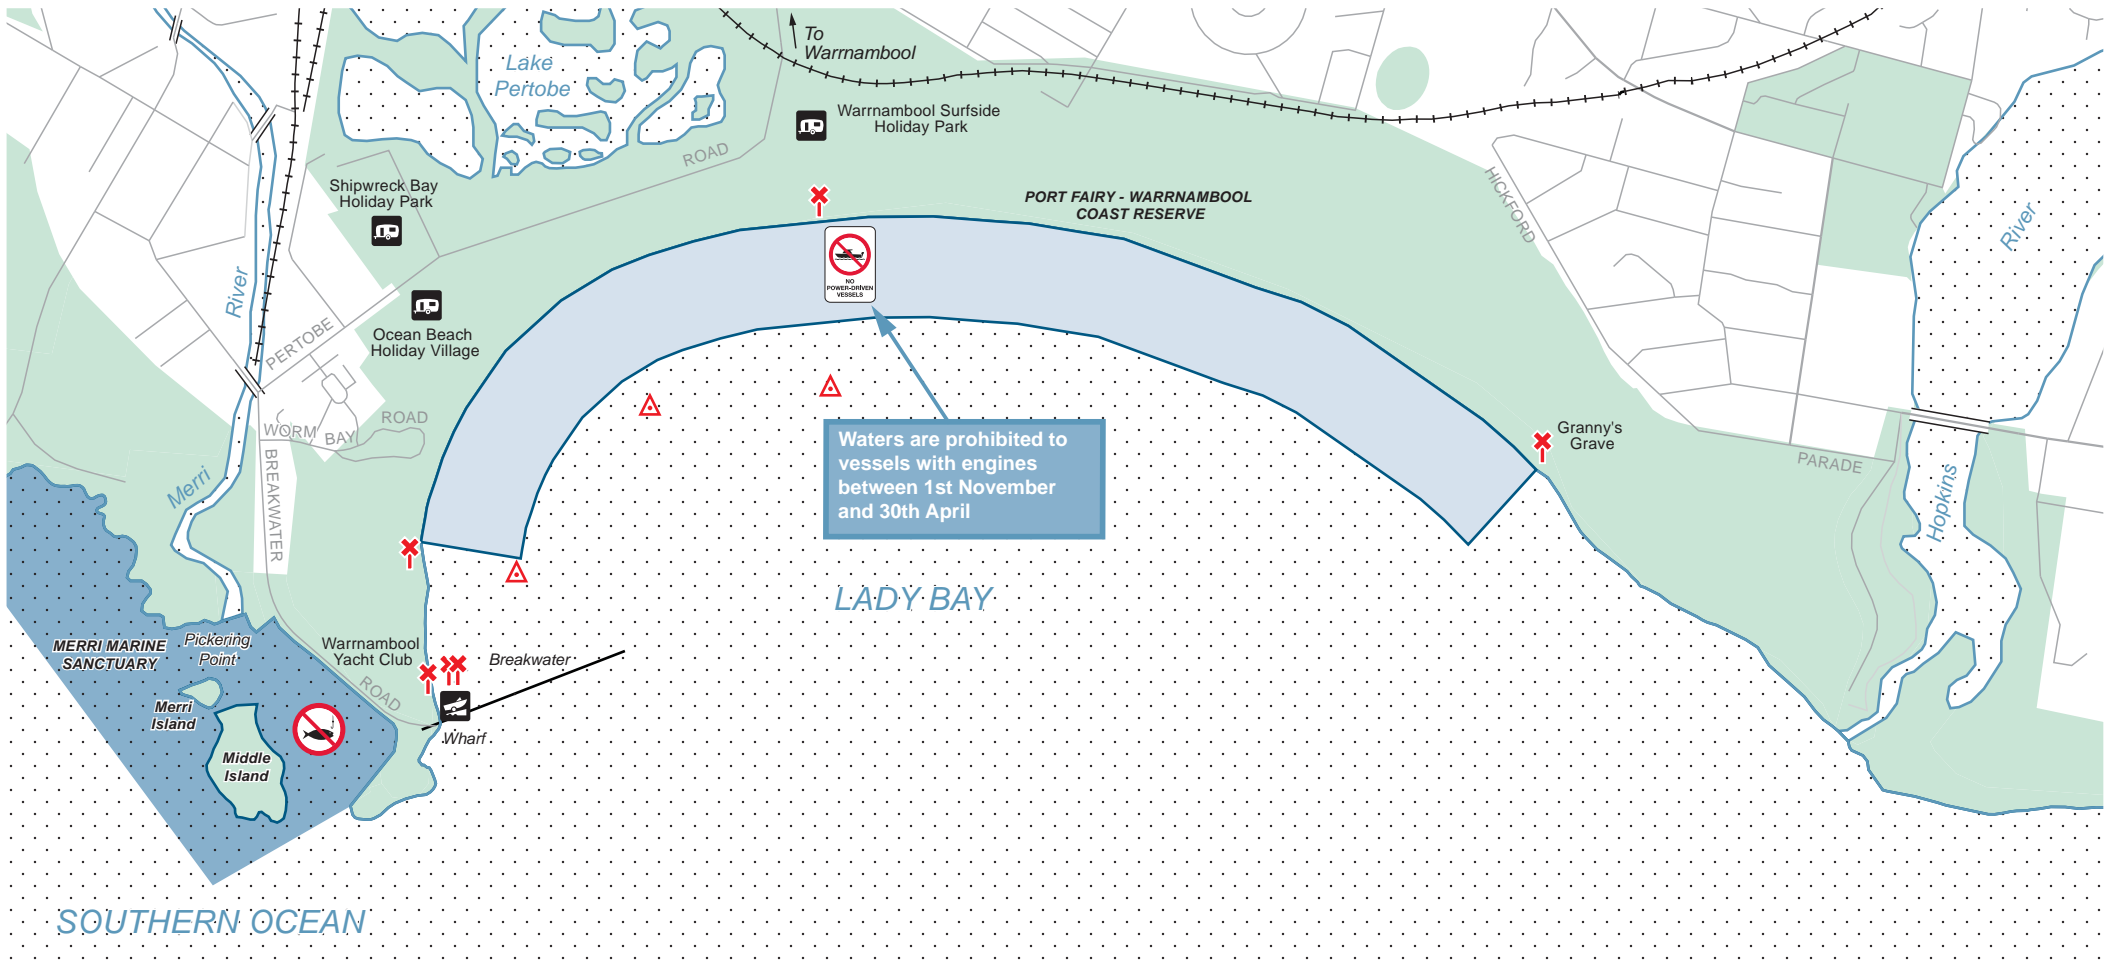 To
Warrnambool
Lake
Pertobe
Warrnambool Surfside
Holiday Park
ROAD
Shipwreck Bay
Holiday Park
PORT FAIRY - WARRNAMBOOL
COAST RESERVE
HICKFORD
River
River
NO
POWER-DRIVEN
VESSELS
PERTOBE
Ocean Beach
Holiday Village
ROAD
WORM BAY
BREAKWATER
Merri
Waters are prohibited to
vessels with engines
between 1st November
and 30th April
Granny's
Grave
PARADE
Hopkins
LADY BAY
MERRI MARINE
SANCTUARY
Pickering
Point
Warrnambool
Yacht Club
Breakwater
ROAD
Merri
Island
Wharf
Middle
Island
SOUTHERN OCEAN